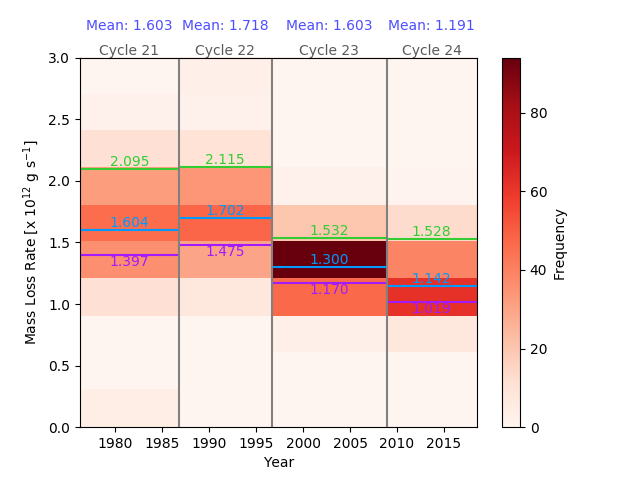 Mean: 1.603 Mean: 1.718 Mean: 1.603 Mean: 1.191
Cycle 21 Cycle 22 Cycle 23 Cycle 24
3.0
2.5
2.0
1.5
1.0
0.5
0.0
Mass Loss Rate [x 10¹² g s⁻¹]
2.095 2.115 1.532 1.528
1.604 1.702 1.300 1.142
1.397 1.475 1.170 1.019
1980 1985 1990 1995 2000 2005 2010 2015
Year
80
60
40
20
0
Frequency